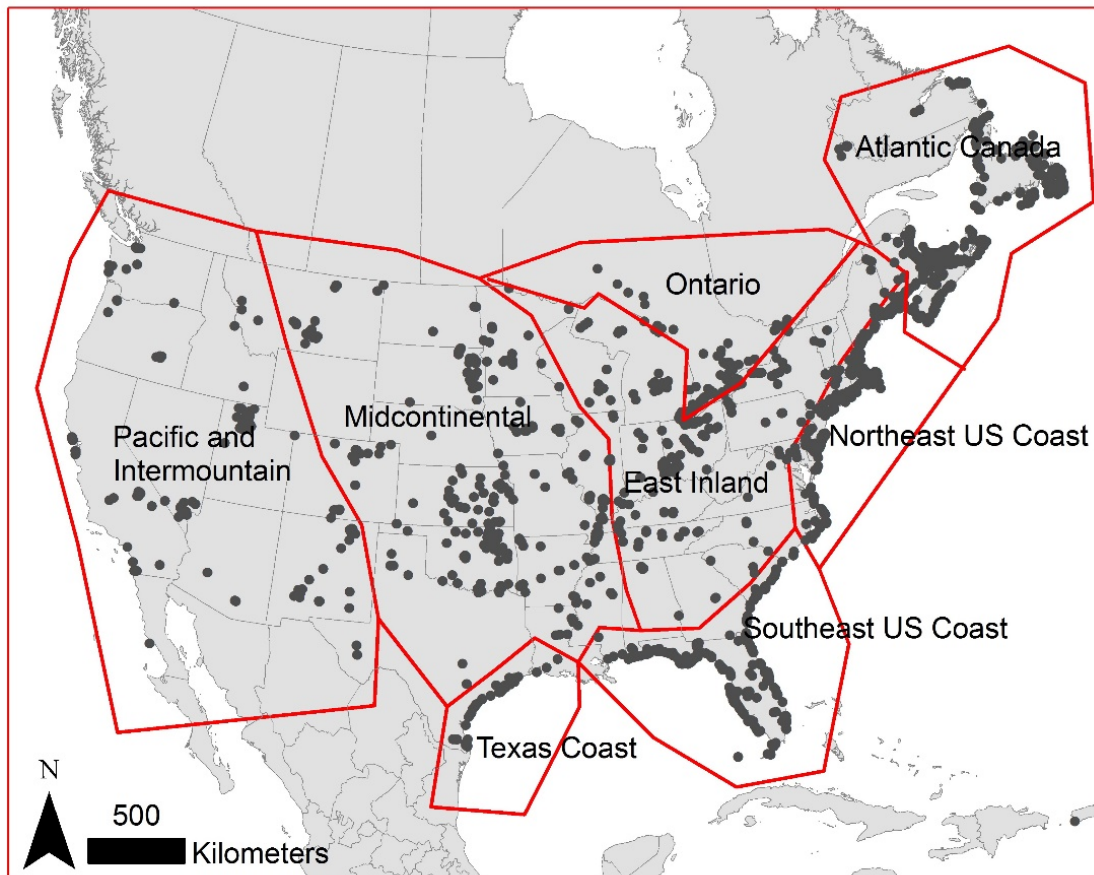 Atlantic Canada
Ontario
Midcontinental
Pacific and
Intermountain
Northeast US Coast
East Inland
Southeast US Coast
Texas Coast
N
500
Kilometers